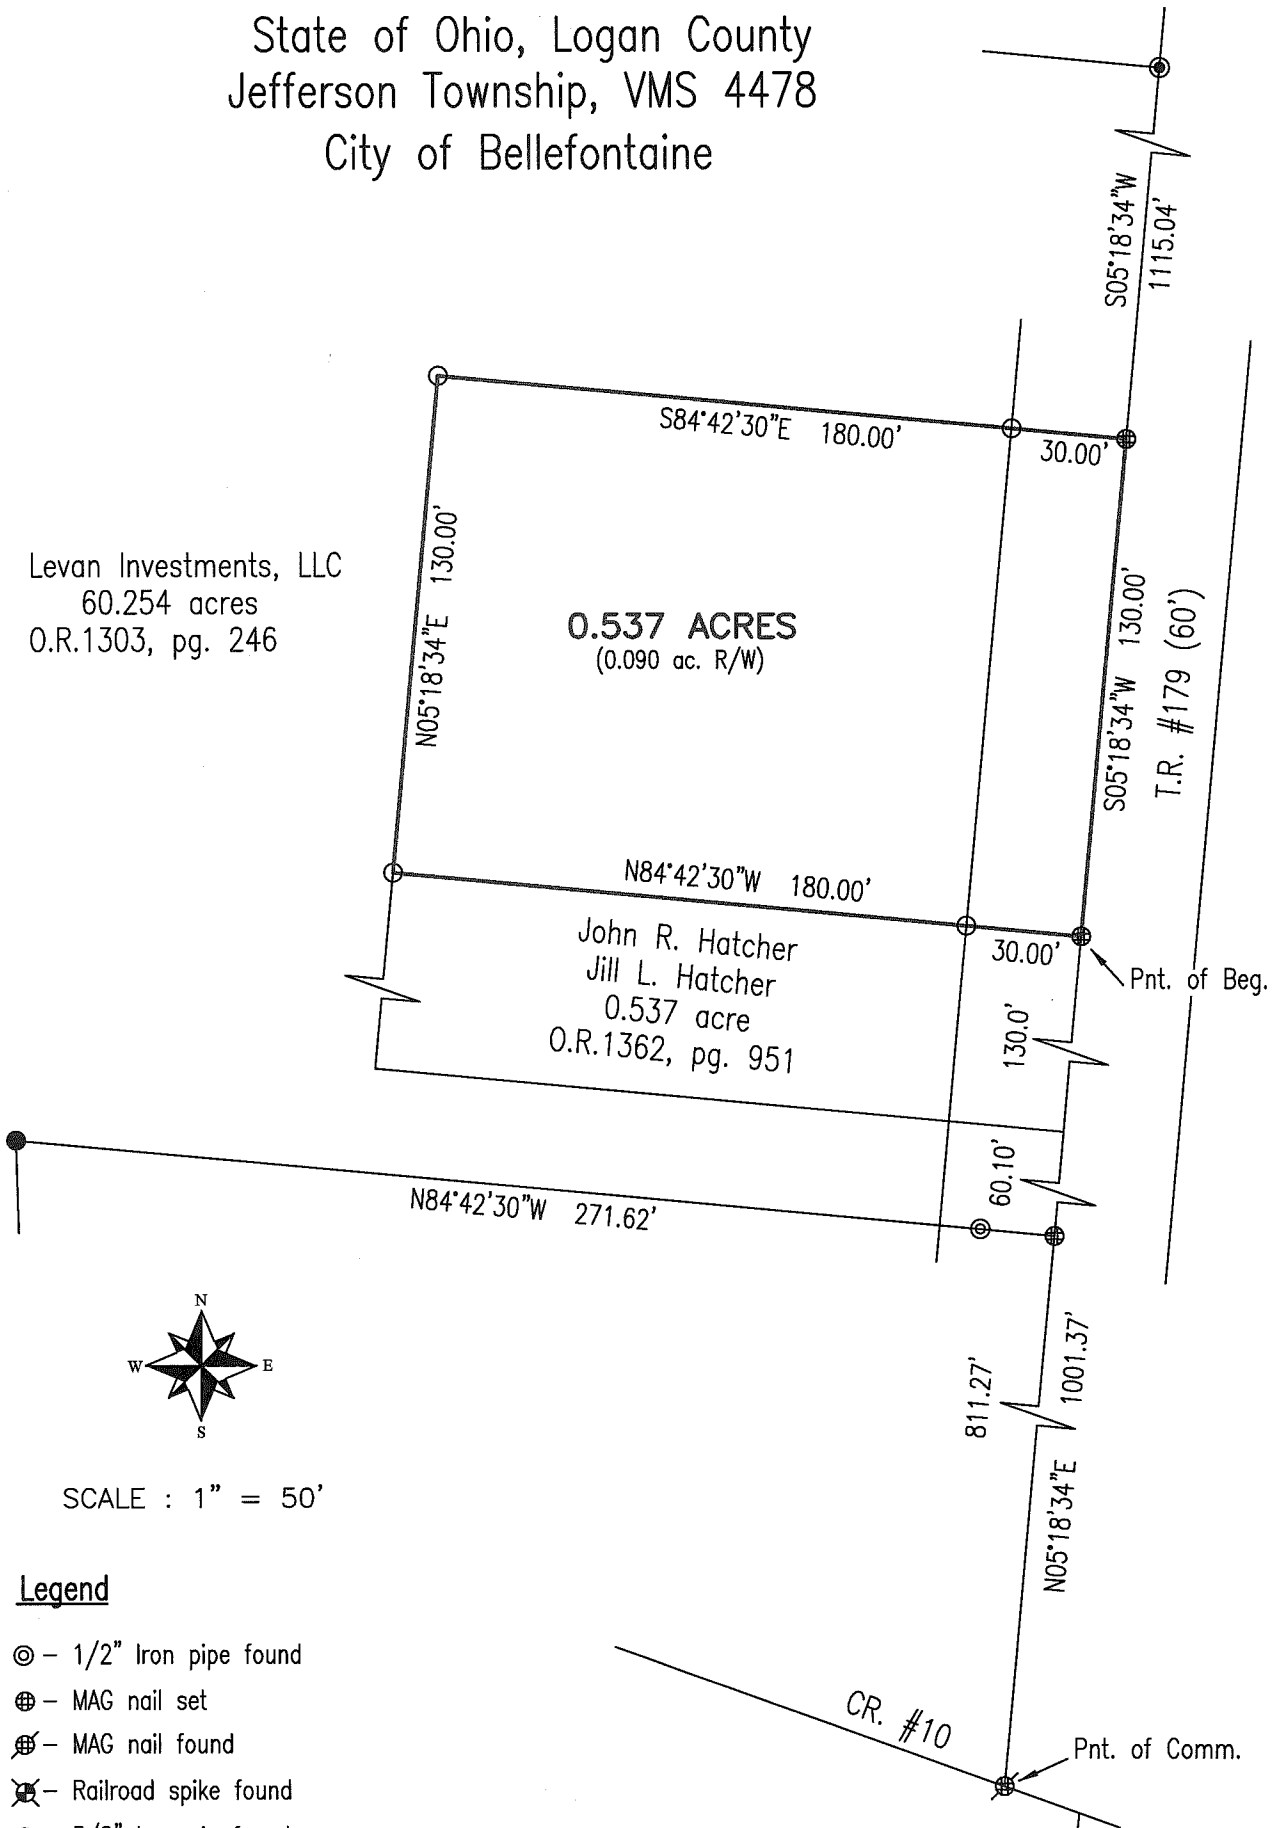 State of Ohio, Logan County
Jefferson Township, VMS 4478
City of Bellefontaine
S05°18'34"W
1115.04'
S84°42'30"E 180.00'
30.00'
N05°18'34"E 130.00'
Levan Investments, LLC
60.254 acres
O.R.1303, pg. 246
0.537 ACRES
(0.090 ac. R/W)
S05°18'34"W 130.00'
T.R. #179 (60')
N84°42'30"W 180.00'
30.00'
Pnt. of Beg.
John R. Hatcher
Jill L. Hatcher
0.537 acre
O.R.1362, pg. 951
130.0'
60.10'
N84°42'30"W 271.62'
N
W E
S
811.27'
N05°18'34"E 1001.37'
SCALE : 1" = 50'
Legend
– 1/2" Iron pipe found
– MAG nail set
– MAG nail found
– Railroad spike found
CR. #10
Pnt. of Comm.